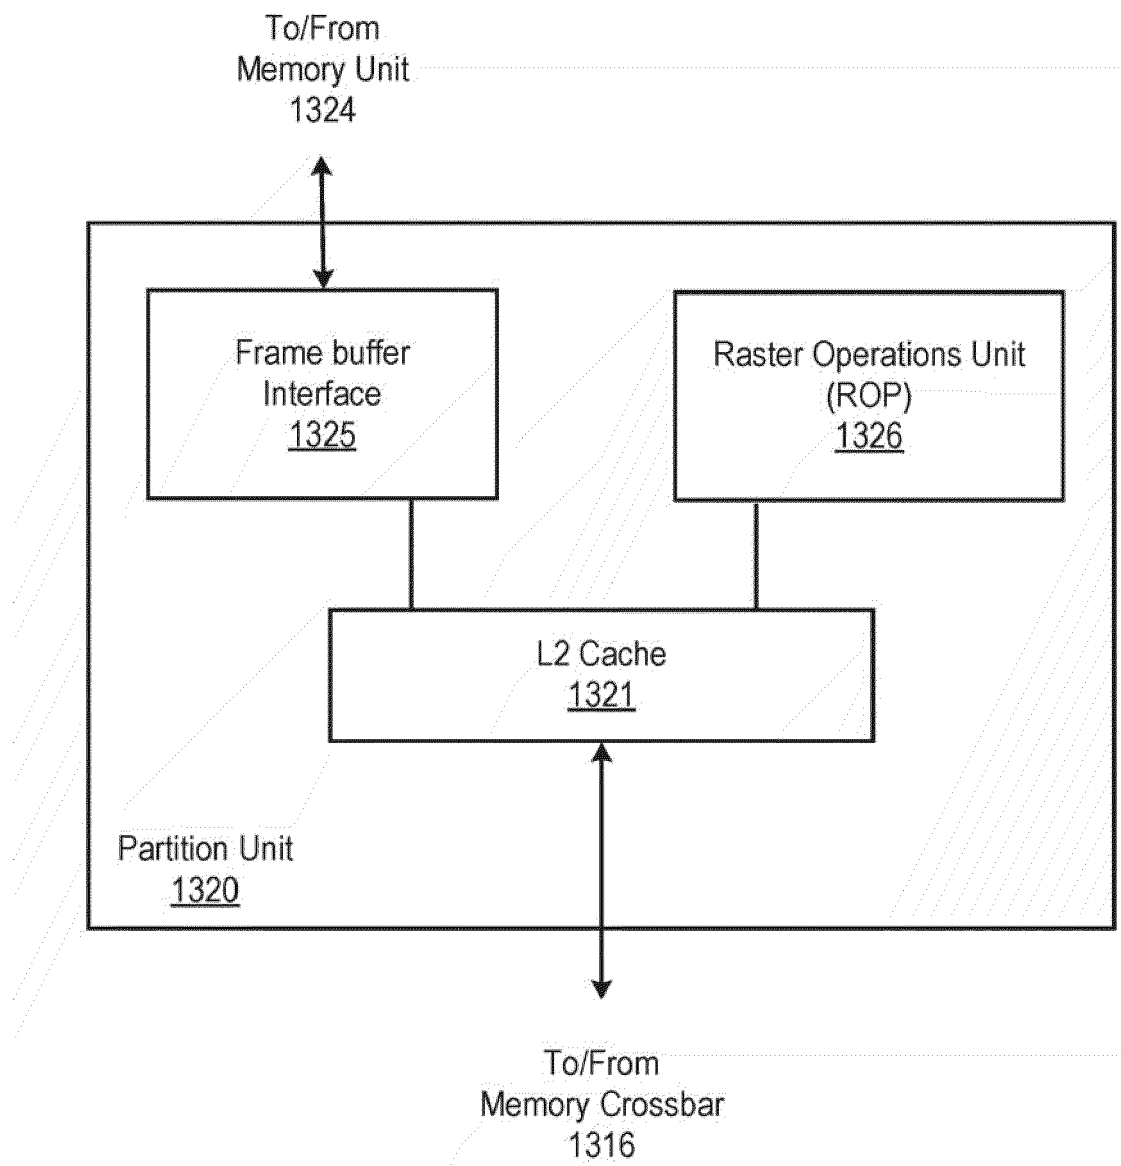 To/From
Memory Unit
1324
Frame buffer
Interface
1325
Raster Operations Unit
(ROP)
1326
L2 Cache
1321
Partition Unit
1320
To/From
Memory Crossbar
1316